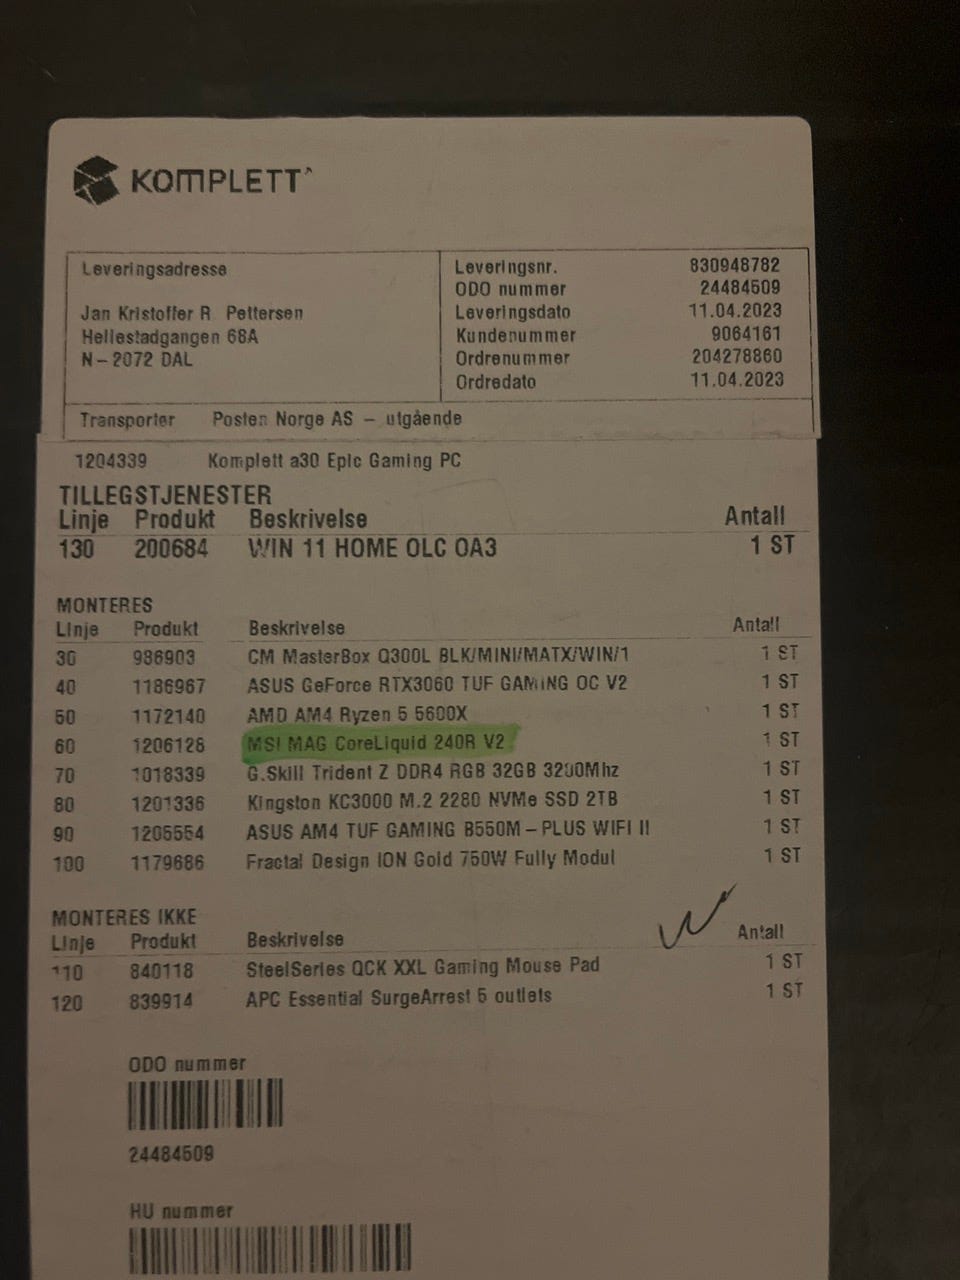 KOMPLETT
Leveringsadresse
Jan Kristoffer R. Pettersen
Hellestadgangen 68A
N-2072 DAL
Leveringsnr. 830948782
ODO nummer 24484509
Leveringsdato 11.04.2023
Kundenummer 9064161
Ordrenummer 204278860
Ordredato 11.04.2023
Transportør Posten Norge AS - utgående
1204339 Komplett a30 Epic Gaming PC
TILLEGSTJENESTER
Linje Produkt Beskrivelse Antall
130 200684 WIN 11 HOME OLC OA3 1 ST
MONTERES
Linje Produkt Beskrivelse Antall
30 986903 CM MasterBox Q300L BLK/MINI/MATX/WIN/1 1 ST
40 1186967 ASUS GeForce RTX3060 TUF GAMING OC V2 1 ST
50 1172140 AMD AM4 Ryzen 5 5600X 1 ST
60 1206128 MSI MAG CoreLiquid 240R V2 1 ST
70 1018339 G.Skill Trident Z DDR4 RGB 32GB 3200Mhz 1 ST
80 1201336 Kingston KC3000 M.2 2280 NVMe SSD 2TB 1 ST
90 1205554 ASUS AM4 TUF GAMING B550M-PLUS WIFI II 1 ST
100 1179686 Fractal Design ION Gold 750W Fully Modul 1 ST
MONTERES IKKE
Linje Produkt Beskrivelse Antall
110 840118 SteelSeries QCK XXL Gaming Mouse Pad 1 ST
120 839914 APC Essential SurgeArrest 5 outlets 1 ST
ODO nummer
24484509
HU nummer